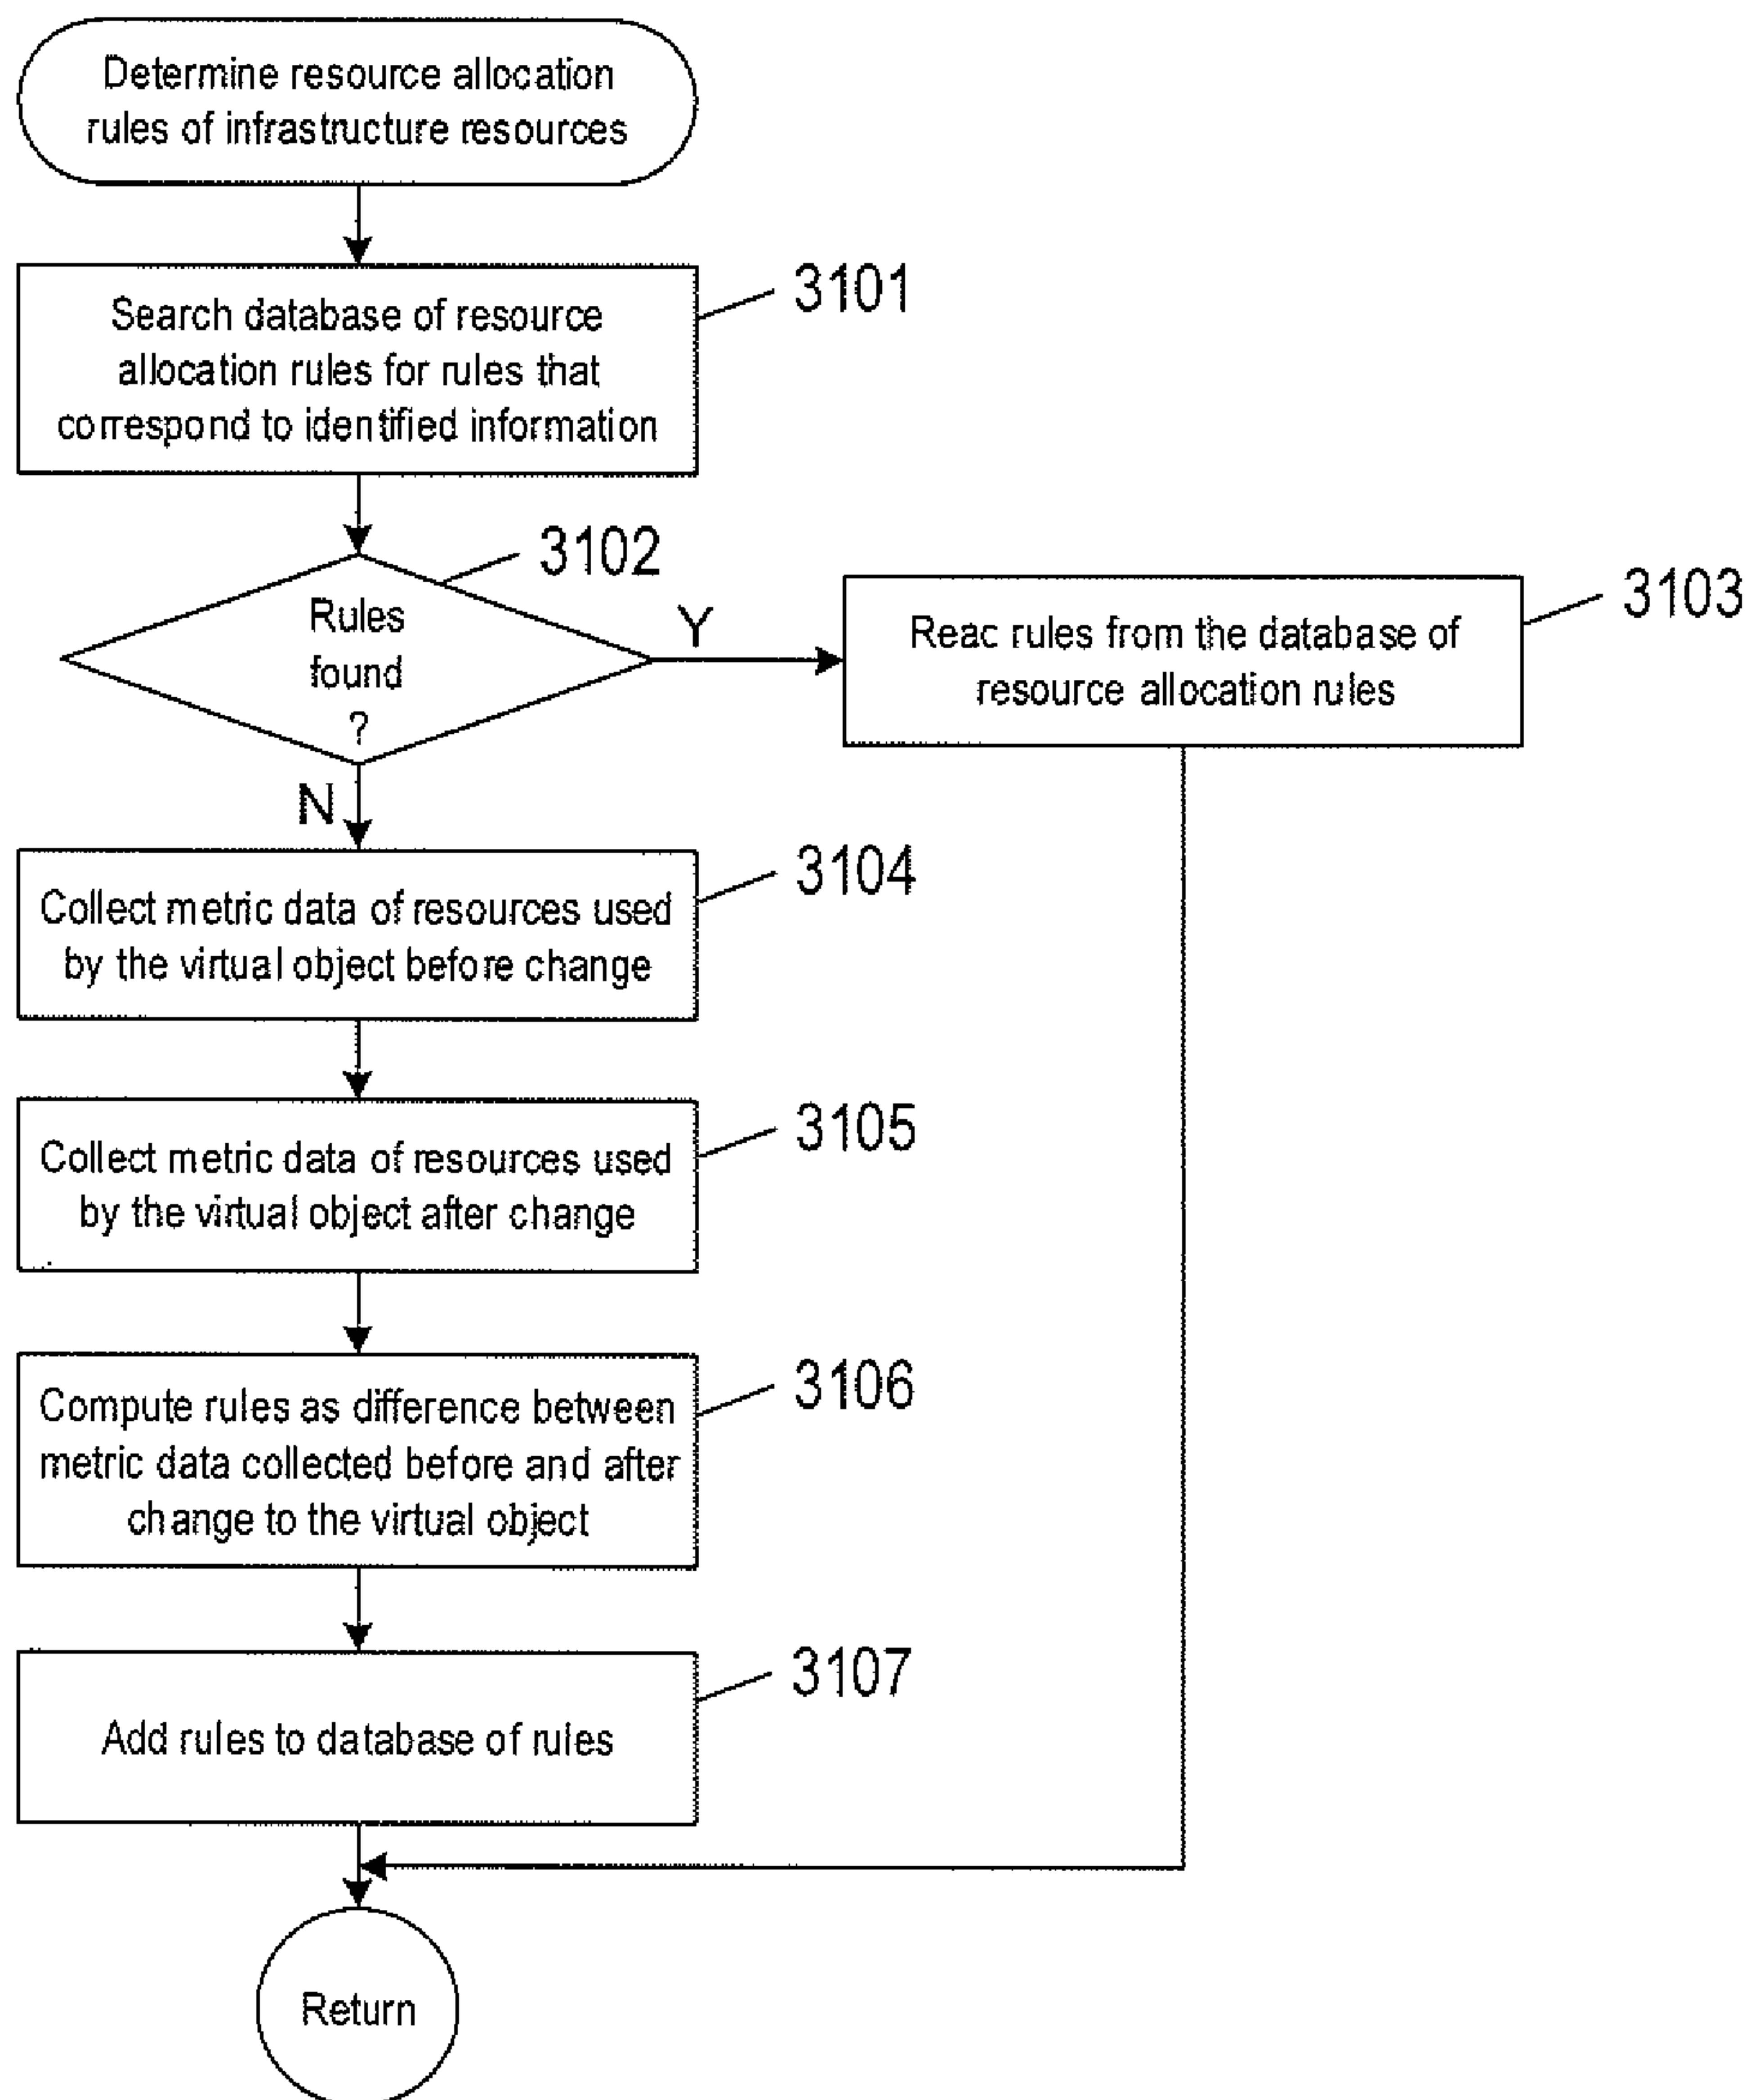 Determine resource allocation
rules of infrastructure resources
3101
Search database of resource
allocation rules for rules that
correspond to identified information
3102
Rules
found
?
Y
3103
Reac rules from the database of
resource allocation rules
N
3104
Collect metric data of resources used
by the virtual object before change
3105
Collect metric data of resources used
by the virtual object after change
3106
Compute rules as difference between
metric data collected before and after
change to the virtual object
3107
Add rules to database of rules
Return